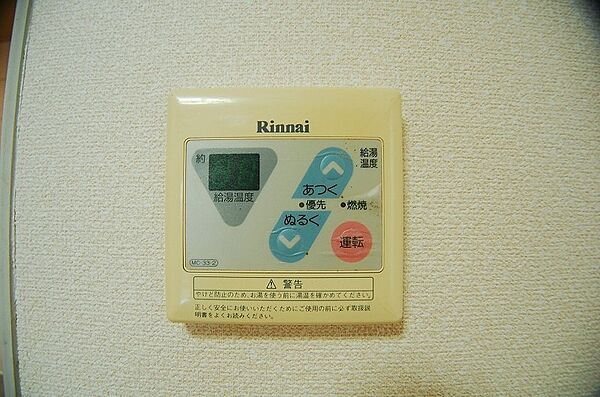 Rinnai
約
給湯温度
給湯
温度
あつく
優先
燃焼
ぬるく
運転
MC-33-2
警告
やけど防止のため、お湯を使う前に湯温を確かめてください。
正しく安全にお使いいただくためにご使用の前に必ず取扱説
明書をよくお読みください。